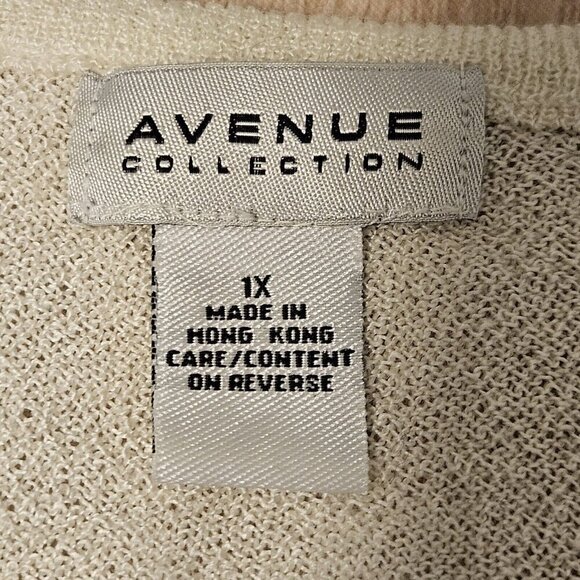 AVENUE
COLLECTION
1X
MADE IN
HONG KONG
CARE/CONTENT
ON REVERSE